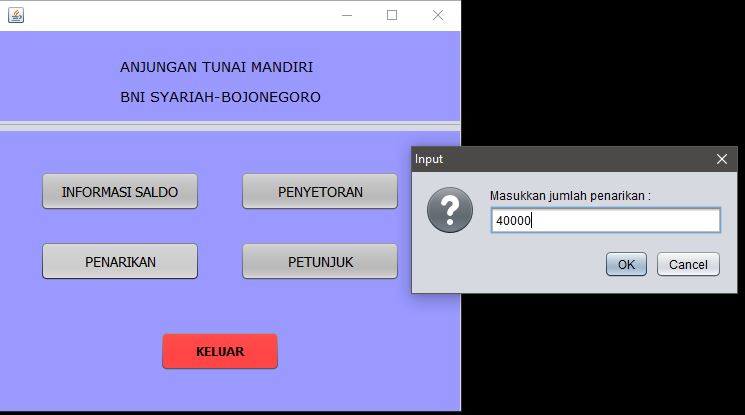 ANJUNGAN TUNAI MANDIRI
BNI SYARIAH-BOJONEGORO
INFORMASI SALDO
PENYETORAN
PENARIKAN
PETUNJUK
KELUAR
Input
Masukkan jumlah penarikan :
40000
OK
Cancel